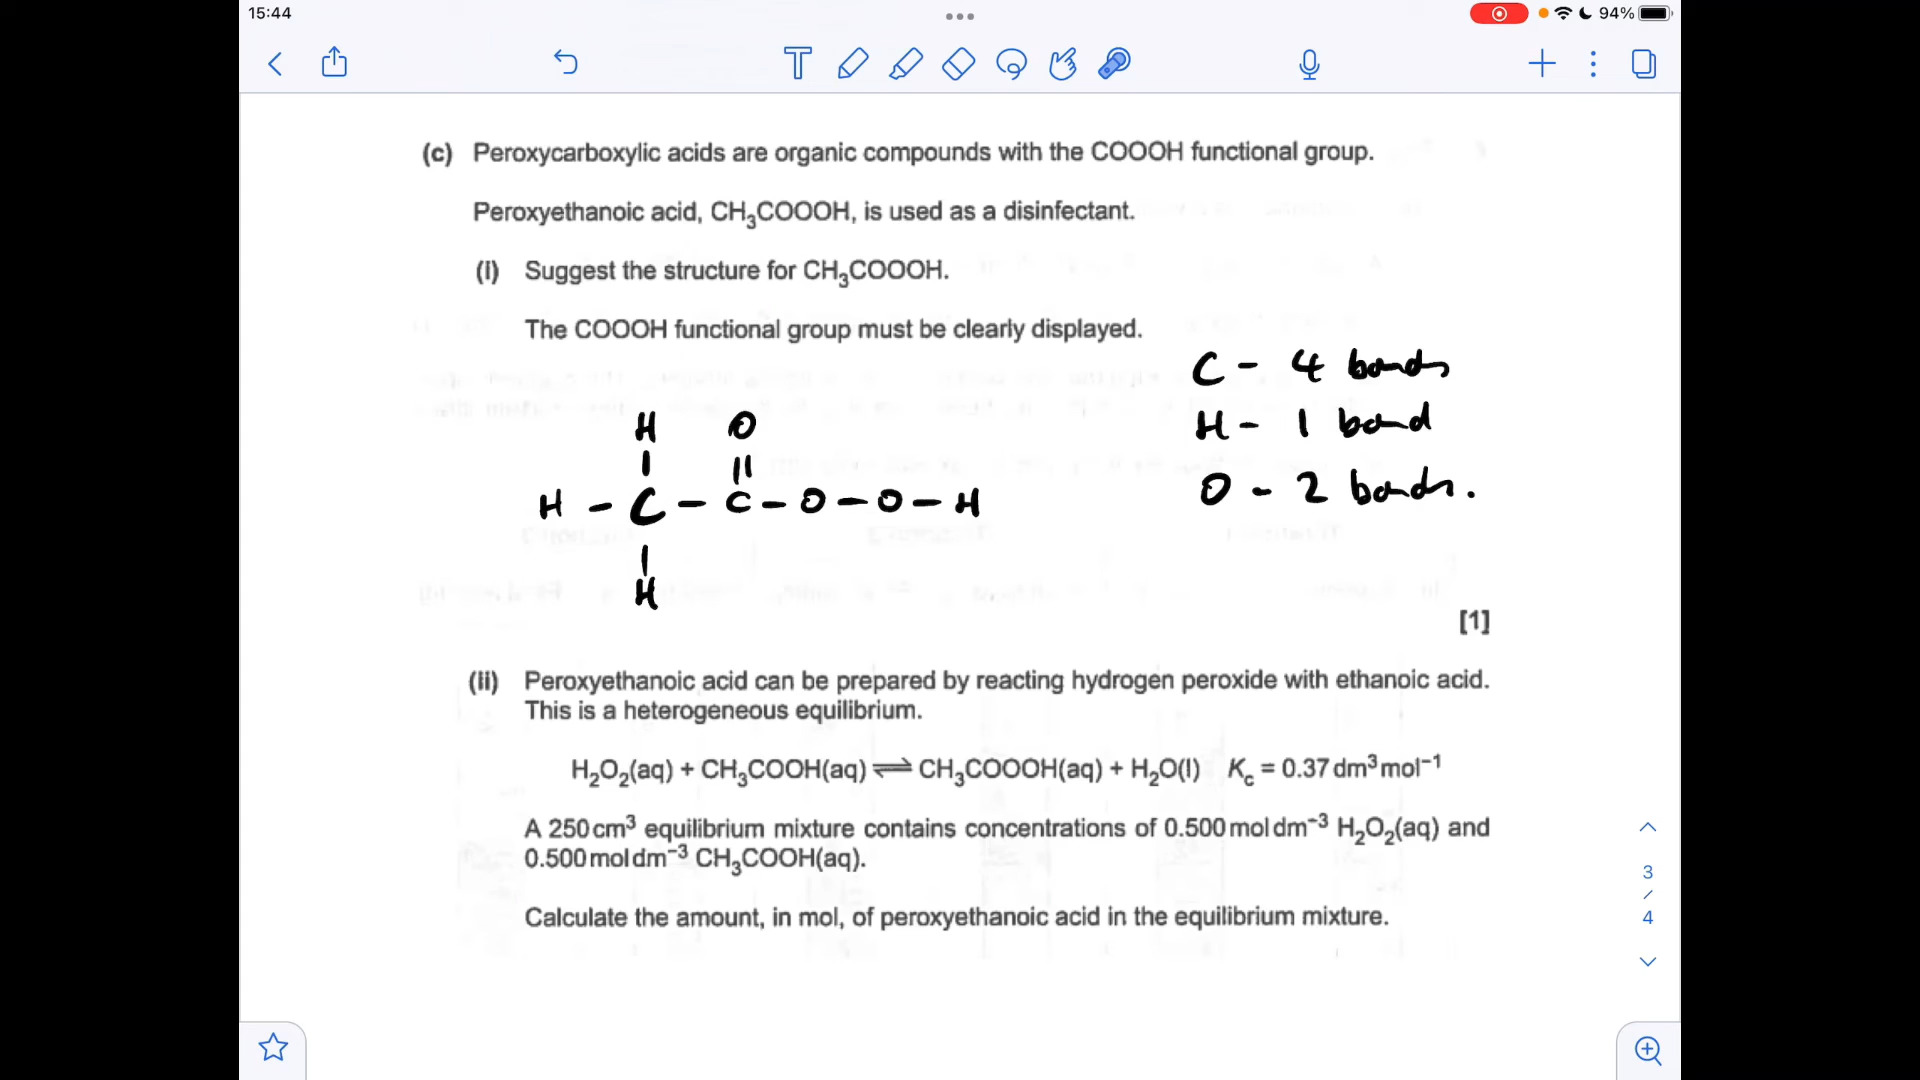 15:44
94%
(c) Peroxycarboxylic acids are organic compounds with the COOOH functional group.
Peroxyethanoic acid, CH₃COOOH, is used as a disinfectant.
(i) Suggest the structure for CH₃COOOH.
The COOOH functional group must be clearly displayed.
C - 4 bonds
H - 1 bond
O - 2 bonds.
H O
H - C - C - O - O - H
H
[1]
(ii) Peroxyethanoic acid can be prepared by reacting hydrogen peroxide with ethanoic acid.
This is a heterogeneous equilibrium.
H₂O₂(aq) + CH₃COOH(aq) ⇌ CH₃COOOH(aq) + H₂O(l) Kc = 0.37 dm³ mol⁻¹
A 250 cm³ equilibrium mixture contains concentrations of 0.500 mol dm⁻³ H₂O₂(aq) and
0.500 mol dm⁻³ CH₃COOH(aq).
Calculate the amount, in mol, of peroxyethanoic acid in the equilibrium mixture.
3
/
4